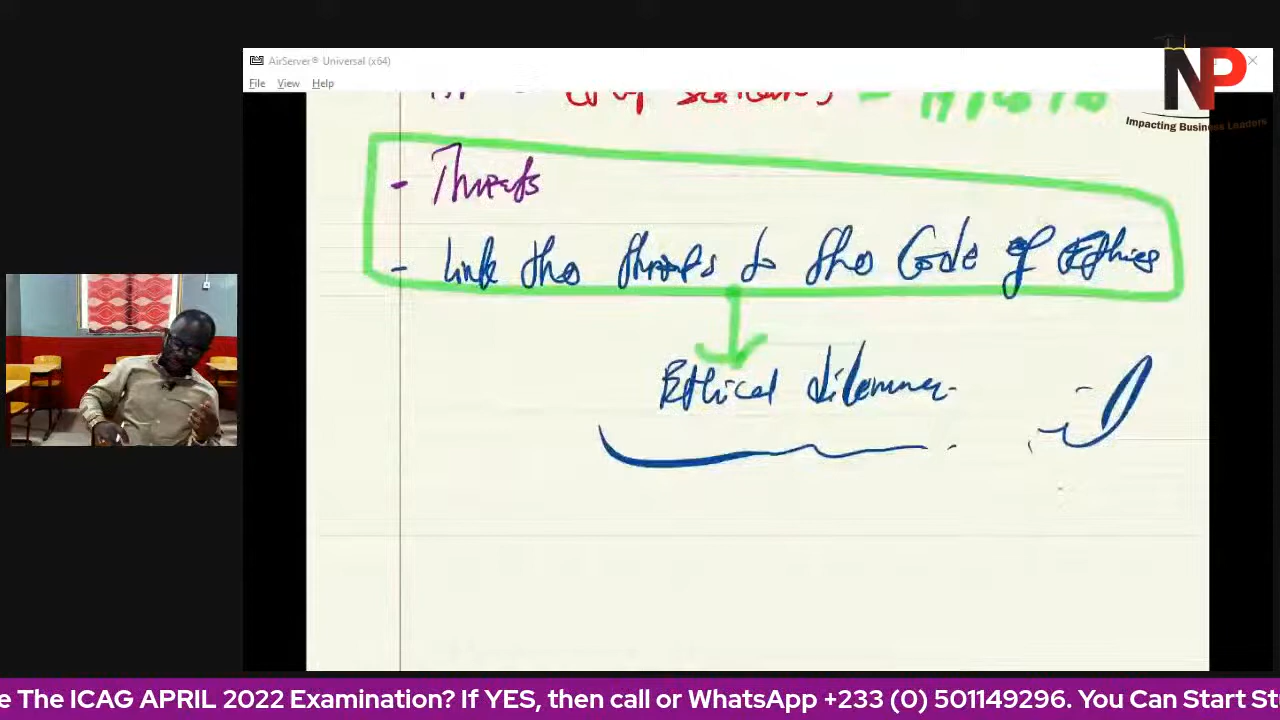 AirServer® Universal (x64)
File View Help
NP
Impacting Business Leaders
- Threats
- Link the threats to the Code of Ethics
Ethical dilemma
e The ICAG APRIL 2022 Examination? If YES, then call or WhatsApp +233 (0) 501149296. You Can Start St